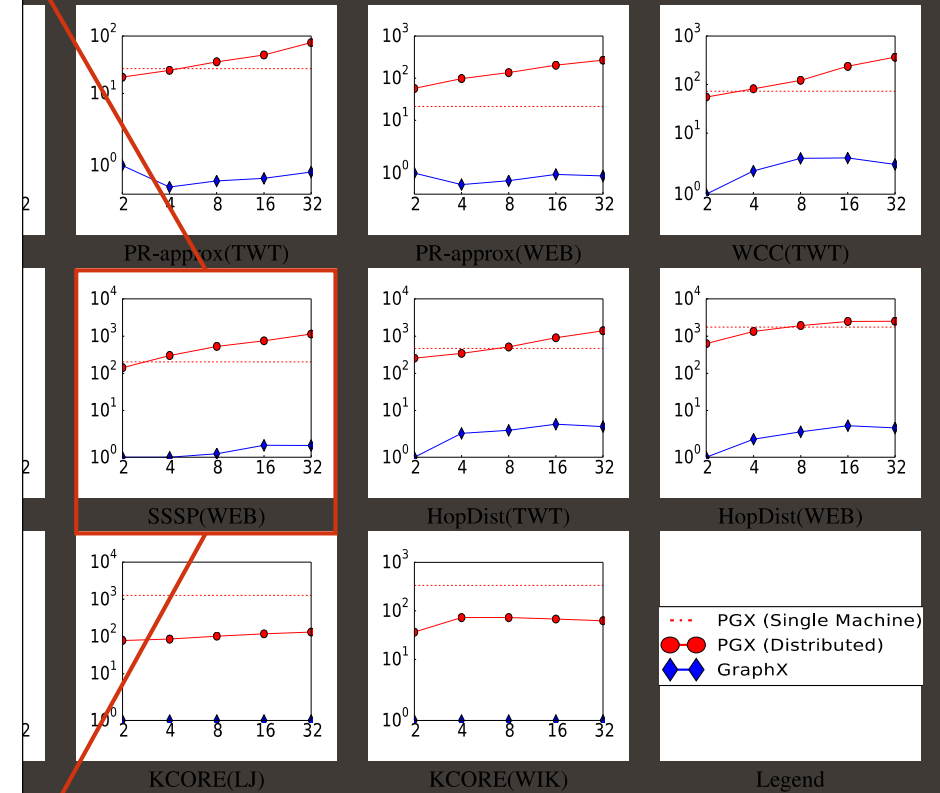 10^2
10^1
10^0
2 4 8 16 32
PR-approx(TWT)
10^3
10^2
10^1
10^0
2 4 8 16 32
PR-approx(WEB)
10^3
10^2
10^1
10^0
2 4 8 16 32
WCC(TWT)
2
10^4
10^3
10^2
10^1
10^0
2 4 8 16 32
SSSP(WEB)
10^4
10^3
10^2
10^1
10^0
2 4 8 16 32
HopDist(TWT)
10^4
10^3
10^2
10^1
10^0
2 4 8 16 32
HopDist(WEB)
2
10^4
10^3
10^2
10^1
10^0
2 4 8 16 32
KCORE(LJ)
10^3
10^2
10^1
10^0
2 4 8 16 32
KCORE(WIK)
PGX (Single Machine)
PGX (Distributed)
GraphX
Legend
2